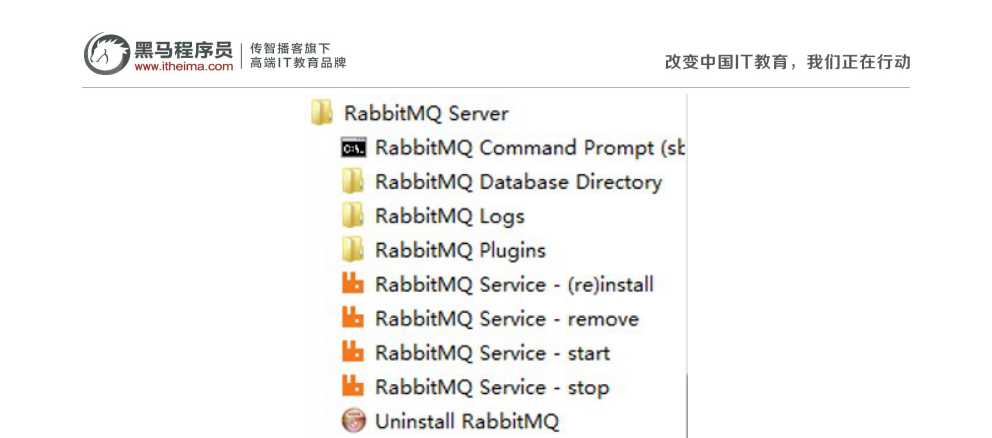 黑马程序员
www.itheima.com
传智播客旗下
高端IT教育品牌
改变中国IT教育，我们正在行动
RabbitMQ Server
C:\.
RabbitMQ Command Prompt (sb
RabbitMQ Database Directory
RabbitMQ Logs
RabbitMQ Plugins
RabbitMQ Service - (re)install
RabbitMQ Service - remove
RabbitMQ Service - start
RabbitMQ Service - stop
Uninstall RabbitMQ